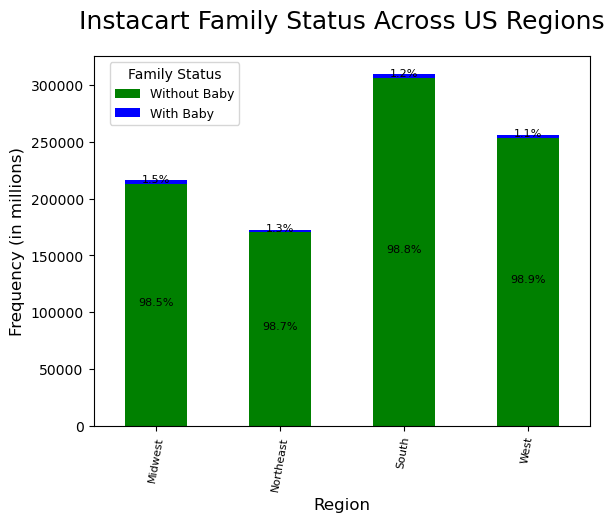 Instacart Family Status Across US Regions
Family Status
Without Baby
With Baby
Frequency (in millions)
300000
250000
200000
150000
100000
50000
0
1.5%
98.5%
1.3%
98.7%
1.2%
98.8%
1.1%
98.9%
Midwest
Northeast
South
West
Region